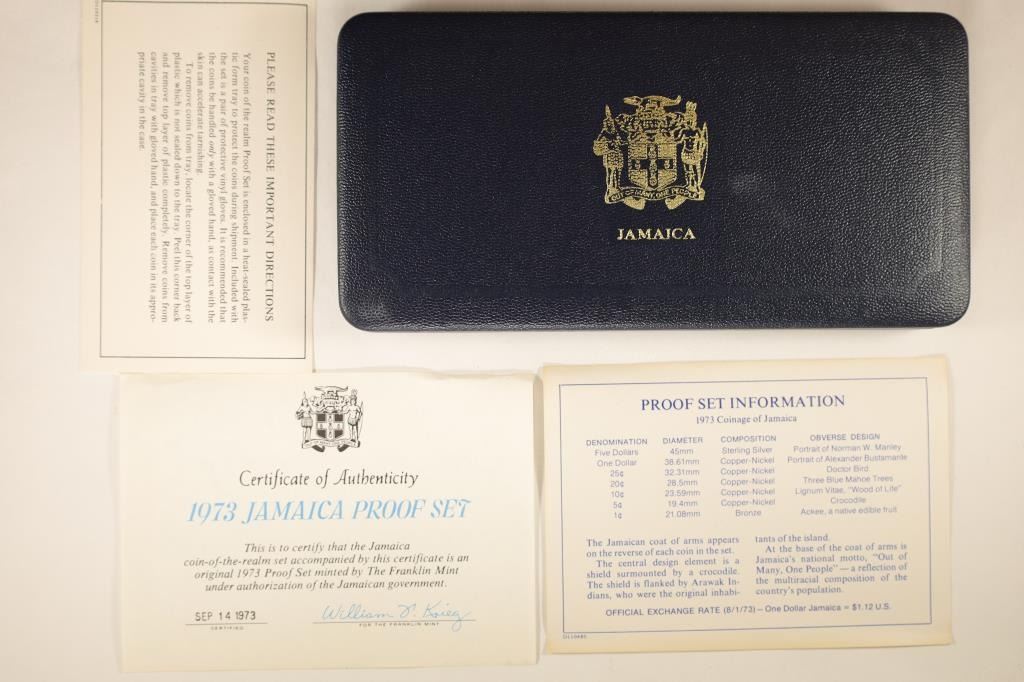 PLEASE READ THESE IMPORTANT DIRECTIONS
Your coin of the realm Proof Set is enclosed in a heat-sealed plas-
tic form tray to protect the coins during shipment. Included with
the set is a pair of protective vinyl gloves. It is recommended that
the coins be handled only with a gloved hand, as contact with the
skin can accelerate tarnishing.
To remove coins from tray, locate the corner of the top layer of
plastic which is not sealed down to the tray. Peel this corner back
and remove top layer of plastic completely. Remove coins from
cavities in tray with gloved hand, and place each coin in its appro-
priate cavity in the case.
OUT OF MANY, ONE PEOPLE
JAMAICA
Certificate of Authenticity
1973 JAMAICA PROOF SET
This is to certify that the Jamaica
coin-of-the-realm set accompanied by this certificate is an
original 1973 Proof Set minted by The Franklin Mint
under authorization of the Jamaican government.
SEP 14 1973
CERTIFIED
William D. Krieg
FOR THE FRANKLIN MINT
PROOF SET INFORMATION
1973 Coinage of Jamaica
DENOMINATION DIAMETER COMPOSITION OBVERSE DESIGN
Five Dollars 45mm Sterling Silver Portrait of Norman W. Manley
One Dollar 38.61mm Copper-Nickel Portrait of Alexander Bustamante
25¢ 32.31mm Copper-Nickel Doctor Bird
20¢ 28.5mm Copper-Nickel Three Blue Mahoe Trees
10¢ 23.59mm Copper-Nickel Lignum Vitae, "Wood of Life"
5¢ 19.4mm Copper-Nickel Crocodile
1¢ 21.08mm Bronze Ackee, a native edible fruit
The Jamaican coat of arms appears
on the reverse of each coin in the set.
The central design element is a
shield surmounted by a crocodile.
The shield is flanked by Arawak In-
dians, who were the original inhabi-
tants of the island.
At the base of the coat of arms is
Jamaica's national motto, "Out of
Many, One People" — a reflection of
the multiracial composition of the
country's population.
OFFICIAL EXCHANGE RATE (8/1/73) — One Dollar Jamaica = $1.12 U.S.